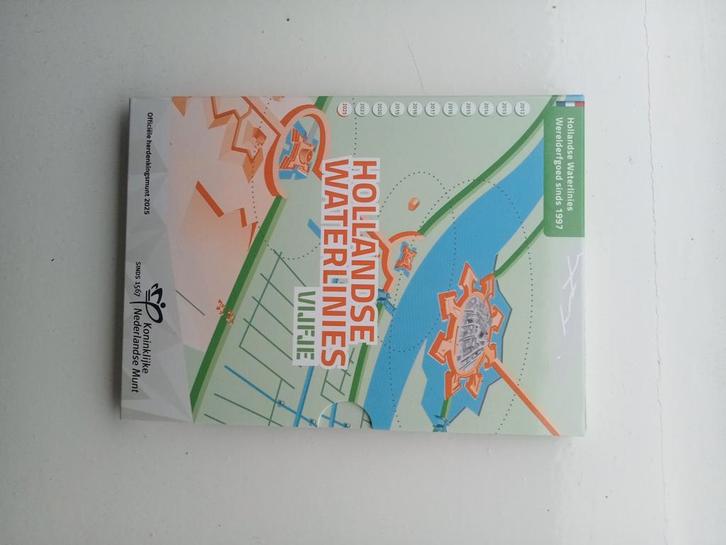 Hollandse Waterlinies
Werelderfgoed sinds 1997
HOLLANDSE
WATERLINIES
VIJFJE
Officiële herdenkingsmunt 2025
Koninklijke
Nederlandse Munt
SINDS 1567